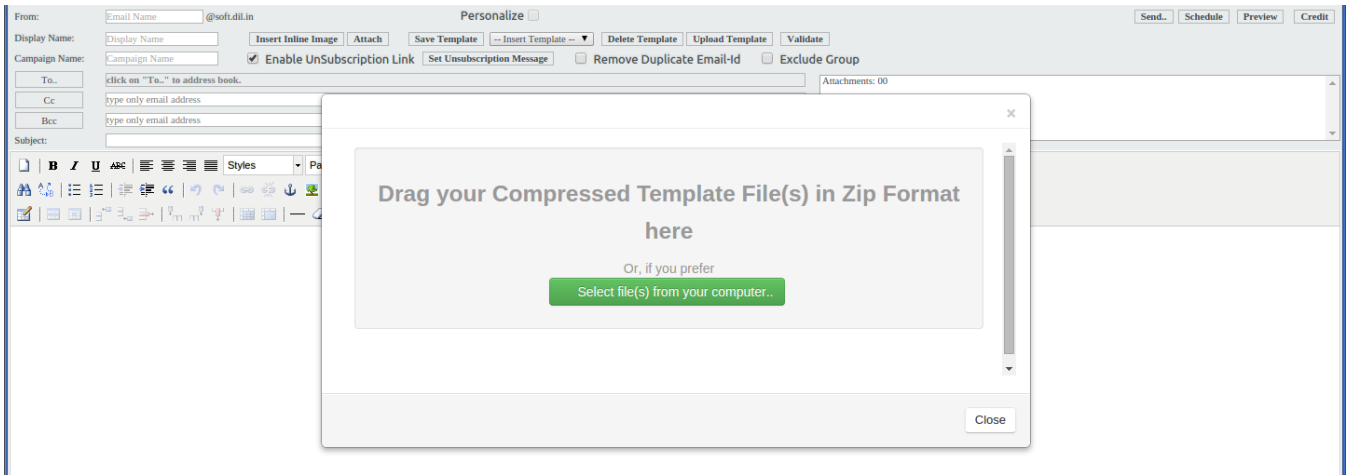 From: Email Name @soft.dil.in Personalize Send.. Schedule Preview Credit
Display Name: Display Name Insert Inline Image Attach Save Template -- Insert Template -- Delete Template Upload Template Validate
Campaign Name: Campaign Name Enable UnSubscription Link Set Unsubscription Message Remove Duplicate Email-Id Exclude Group
To.. click on "To.." to address book. Attachments: 00
Cc type only email address
Bcc type only email address
Subject:
B I U ABC Styles Pa
×
Drag your Compressed Template File(s) in Zip Format
here
Or, if you prefer
Select file(s) from your computer..
Close